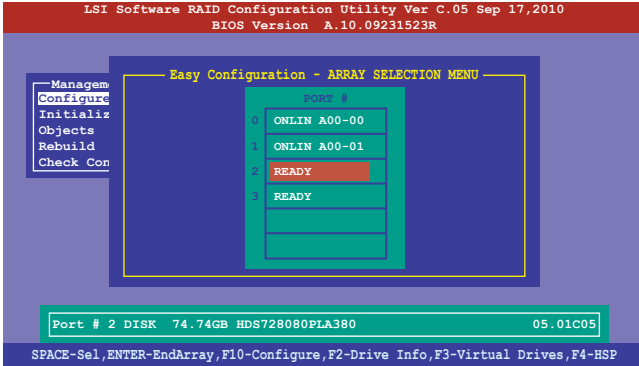 LSI Software RAID Configuration Utility Ver C.05 Sep 17,2010
BIOS Version A.10.09231523R
Managem
Configure
Initializ
Objects
Rebuild
Check Con
Easy Configuration - ARRAY SELECTION MENU
PORT #
0 ONLIN A00-00
1 ONLIN A00-01
2 READY
3 READY
Port # 2 DISK 74.74GB HDS728080PLA380 05.01C05
SPACE-Sel,ENTER-EndArray,F10-Configure,F2-Drive Info,F3-Virtual Drives,F4-HSP